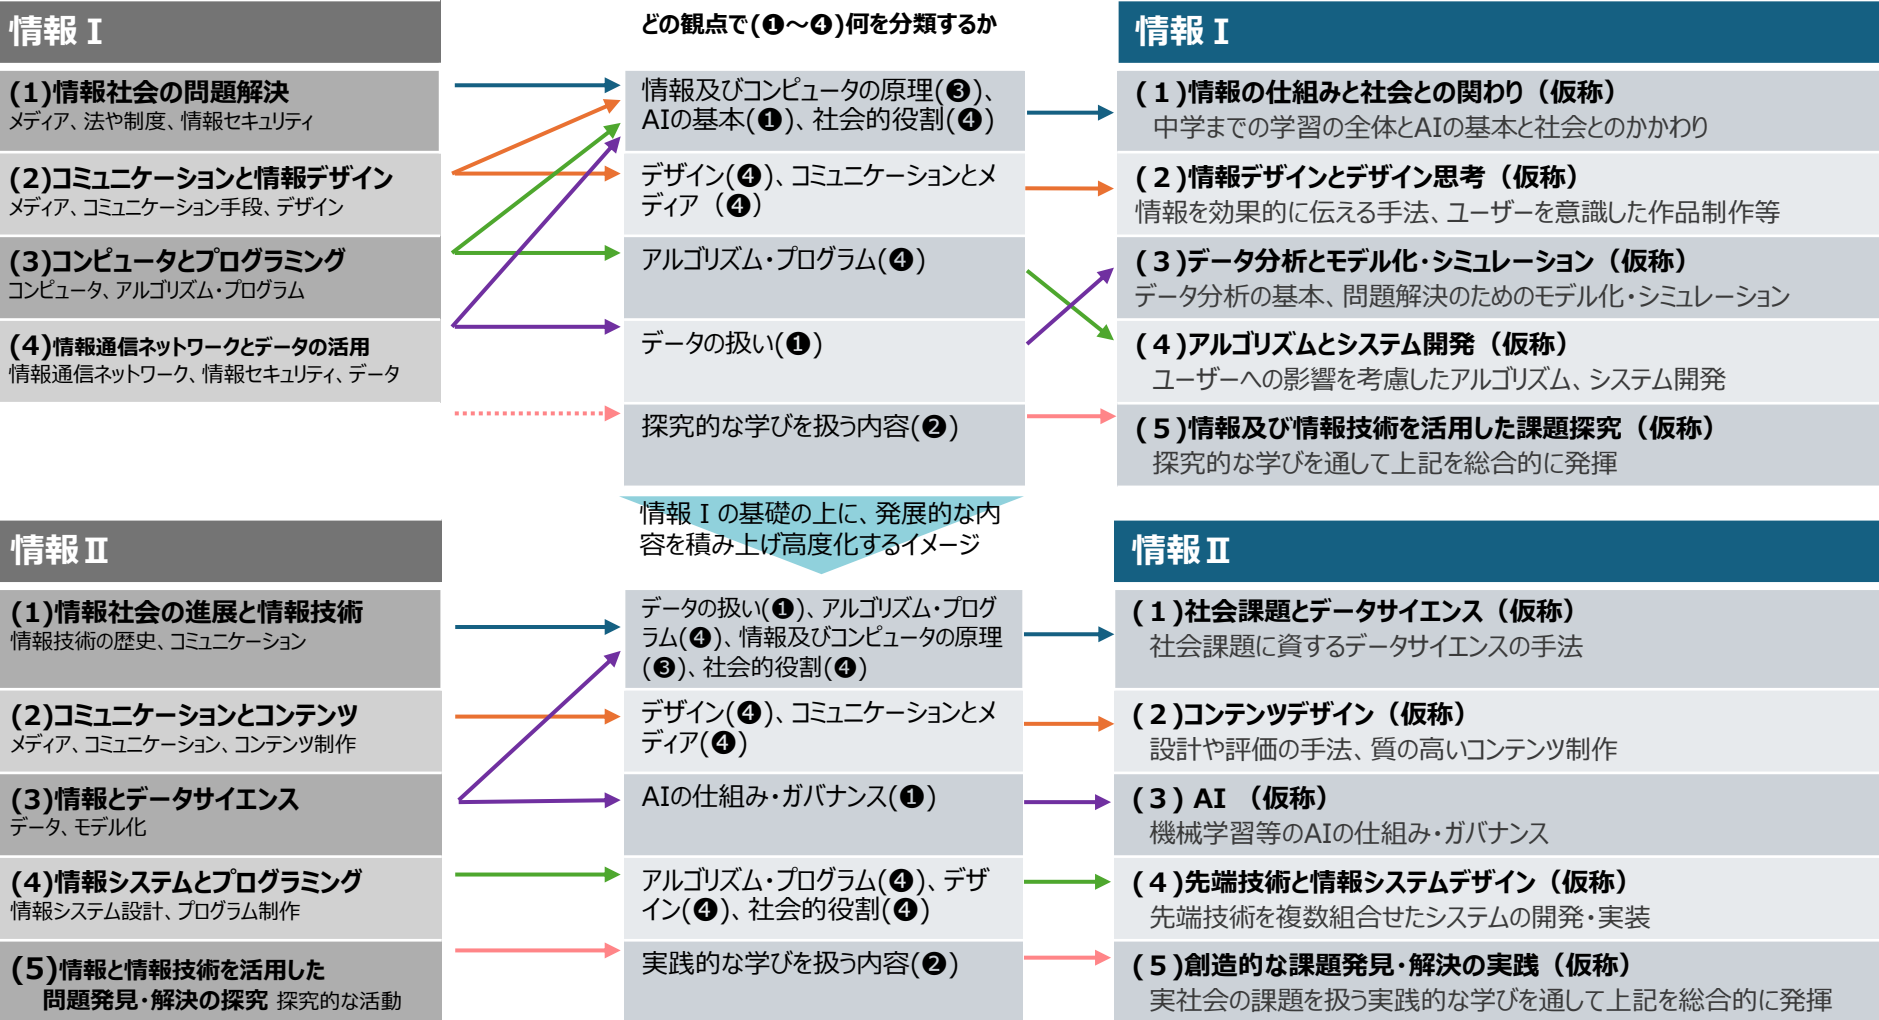 情報Ⅰ
(1)情報社会の問題解決
メディア、法や制度、情報セキュリティ
(2)コミュニケーションと情報デザイン
メディア、コミュニケーション手段、デザイン
(3)コンピュータとプログラミング
コンピュータ、アルゴリズム・プログラム
(4)情報通信ネットワークとデータの活用
情報通信ネットワーク、情報セキュリティ、データ
どの観点で(❶～❹)何を分類するか
情報及びコンピュータの原理(❸)、
AIの基本(❶)、社会的役割(❹)
デザイン(❹)、コミュニケーションとメ
ディア（❹）
アルゴリズム・プログラム(❹)
データの扱い(❶)
探究的な学びを扱う内容(❷)
情報Ⅰ
(１)情報の仕組みと社会との関わり（仮称）
中学までの学習の全体とAIの基本と社会とのかかわり
(２)情報デザインとデザイン思考（仮称）
情報を効果的に伝える手法、ユーザーを意識した作品制作等
(３)データ分析とモデル化・シミュレーション（仮称）
データ分析の基本、問題解決のためのモデル化・シミュレーション
(４)アルゴリズムとシステム開発（仮称）
ユーザーへの影響を考慮したアルゴリズム、システム開発
(５)情報及び情報技術を活用した課題探究（仮称）
探究的な学びを通して上記を総合的に発揮
情報Ⅰの基礎の上に、発展的な内
容を積み上げ高度化するイメージ
情報Ⅱ
(1)情報社会の進展と情報技術
情報技術の歴史、コミュニケーション
(2)コミュニケーションとコンテンツ
メディア、コミュニケーション、コンテンツ制作
(3)情報とデータサイエンス
データ、モデル化
(4)情報システムとプログラミング
情報システム設計、プログラム制作
(5)情報と情報技術を活用した
問題発見・解決の探究 探究的な活動
データの扱い(❶)、アルゴリズム・プログ
ラム(❹)、情報及びコンピュータの原理
(❸)、社会的役割(❹)
デザイン(❹)、コミュニケーションとメ
ディア(❹)
AIの仕組み・ガバナンス(❶)
アルゴリズム・プログラム(❹)、デザ
イン(❹)、社会的役割(❹)
実践的な学びを扱う内容(❷)
情報Ⅱ
(１)社会課題とデータサイエンス（仮称）
社会課題に資するデータサイエンスの手法
(２)コンテンツデザイン（仮称）
設計や評価の手法、質の高いコンテンツ制作
(３) AI （仮称）
機械学習等のAIの仕組み・ガバナンス
(４)先端技術と情報システムデザイン（仮称）
先端技術を複数組合せたシステムの開発・実装
(５)創造的な課題発見・解決の実践（仮称）
実社会の課題を扱う実践的な学びを通して上記を総合的に発揮